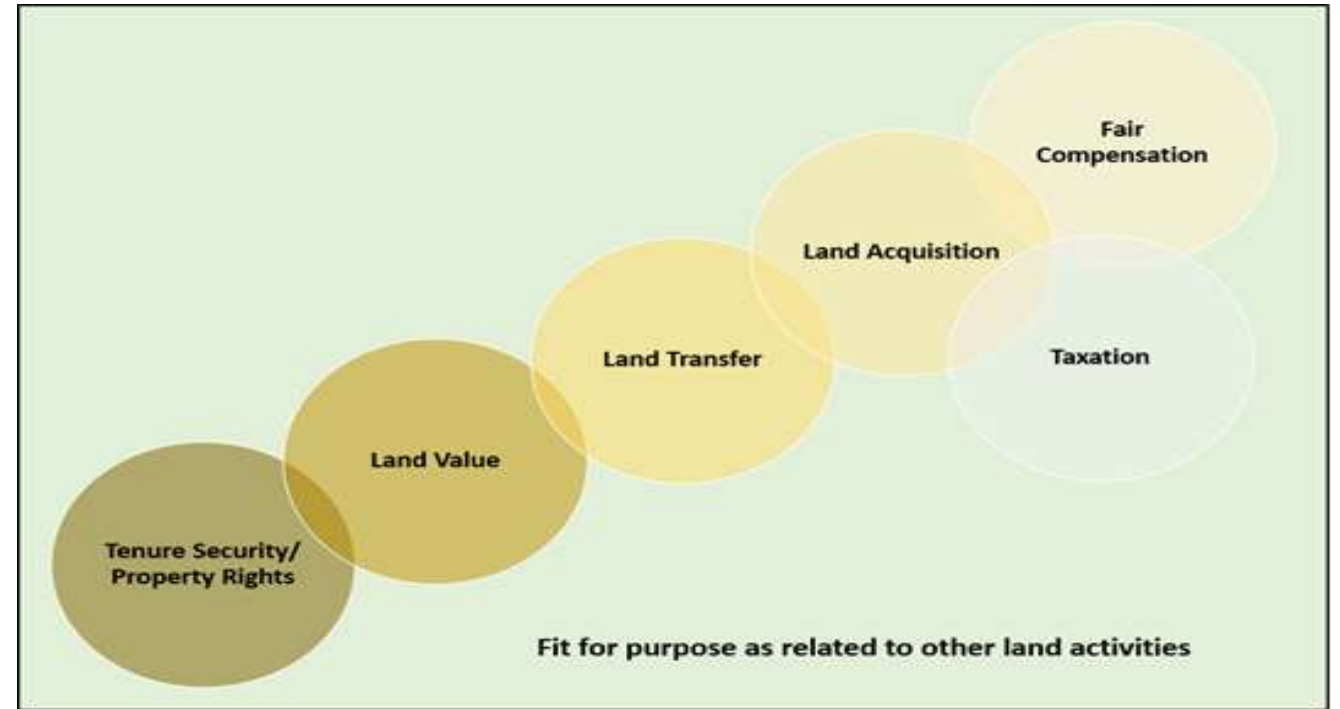 Fair
Compensation
Land Acquisition
Land Transfer
Taxation
Land Value
Tenure Security/
Property Rights
Fit for purpose as related to other land activities